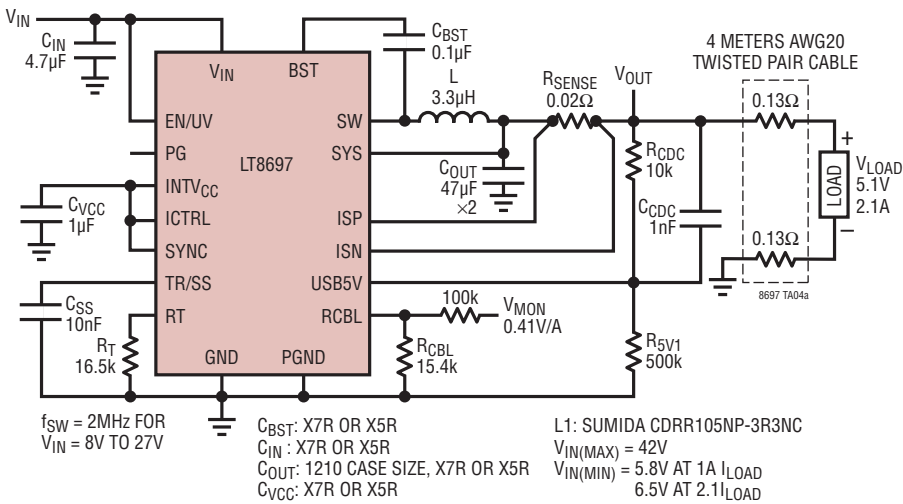 VIN
CIN
4.7µF
CBST
0.1µF
L
3.3µH
RSENSE
0.02Ω
VOUT
4 METERS AWG20
TWISTED PAIR CABLE
0.13Ω
VIN
BST
EN/UV
SW
PG
SYS
LT8697
INTVCC
ICTRL
SYNC
ISP
ISN
TR/SS
USB5V
RT
RCBL
GND
PGND
CVCC
1µF
CSS
10nF
RT
16.5k
COUT
47µF
×2
RCDC
10k
CCDC
1nF
+
LOAD
–
VLOAD
5.1V
2.1A
0.13Ω
8697 TA04a
100k
VMON
0.41V/A
RCBL
15.4k
R5V1
500k
fSW = 2MHz FOR
VIN = 8V TO 27V
CBST: X7R OR X5R
CIN : X7R OR X5R
COUT: 1210 CASE SIZE, X7R OR X5R
CVCC: X7R OR X5R
L1: SUMIDA CDRR105NP-3R3NC
VIN(MAX) = 42V
VIN(MIN) = 5.8V AT 1A ILOAD
6.5V AT 2.1ILOAD